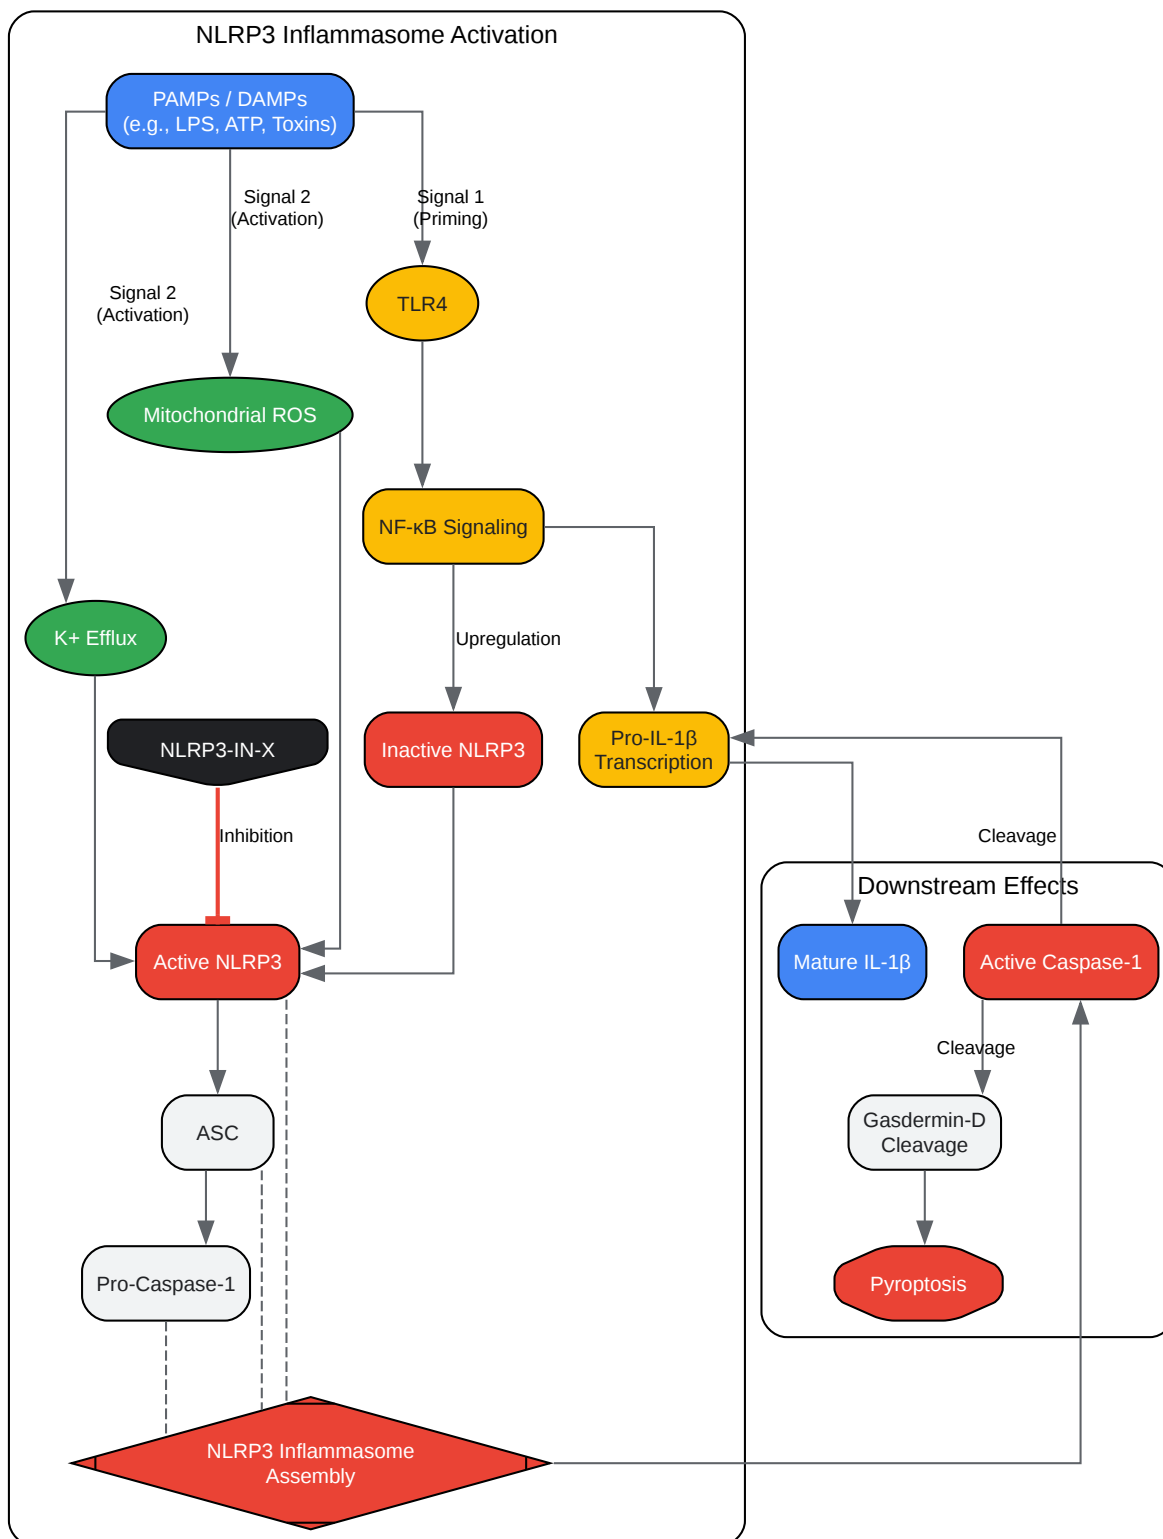 NLRP3 Inflammasome Activation
PAMPs / DAMPs
(e.g., LPS, ATP, Toxins)
Signal 2
(Activation)
Signal 1
(Priming)
Signal 2
(Activation)
TLR4
Mitochondrial ROS
NF-κB Signaling
K+ Efflux
Upregulation
NLRP3-IN-X
Inactive NLRP3
Pro-IL-1β
Transcription
Inhibition
Cleavage
Downstream Effects
Active NLRP3
Mature IL-1β
Active Caspase-1
Cleavage
ASC
Gasdermin-D
Cleavage
Pro-Caspase-1
Pyroptosis
NLRP3 Inflammasome
Assembly